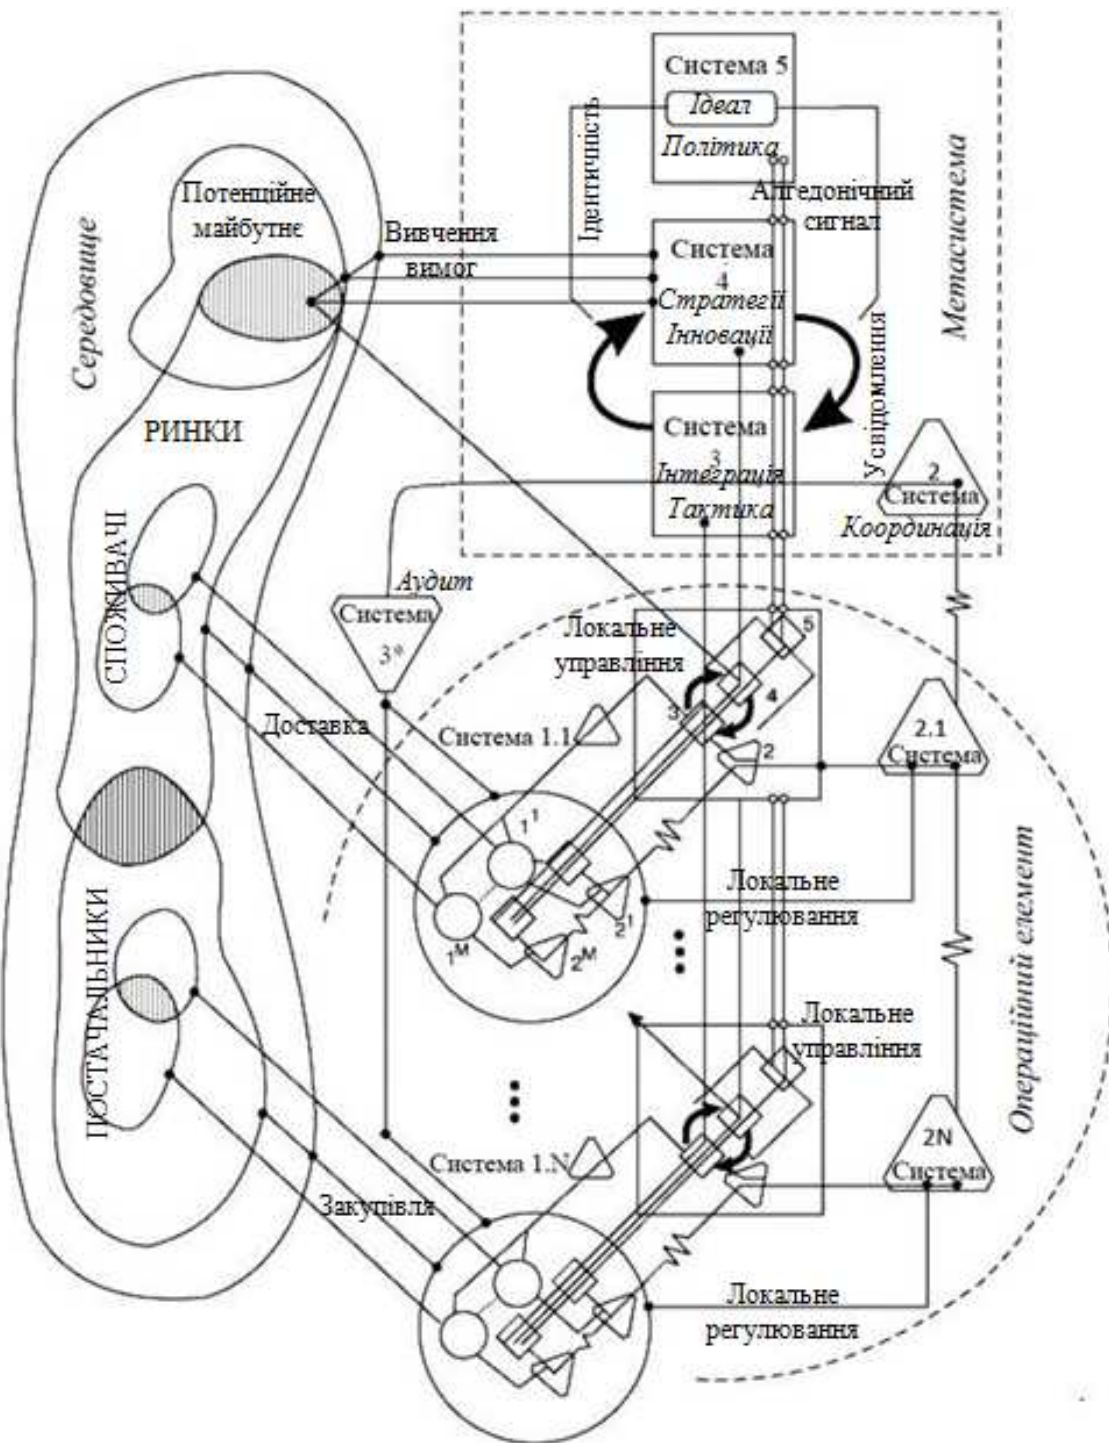 Система 5
Ідеал
Політика
Ідентичність
Алгедонічний
сигнал
Метасистема
Потенційне
майбутнє
Середовище
Вивчення
вимог
Система
4
Стратегії
Інновації
Усвідомлення
РИНКИ
Система
3
Інтеграція
Тактика
2
Система
Координація
СПОЖИВАЧІ
Аудит
Система
3*
Локальне
управління
5
4
3
2
2.1
Система
Доставка
Система 1.1
1¹
1ᴹ
2¹
2ᴹ
Локальне
регулювання
Операційний елемент
ПОСТАЧАЛЬНИКИ
Локальне
управління
2N
Система
Система 1.N
Закупівля
Локальне
регулювання